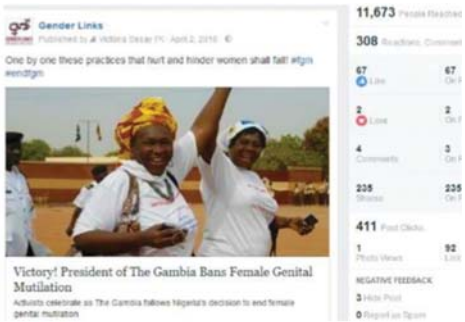 Gender Links
Published by Victoria Desay April 2, 2016
One by one these practices that hurt and hinder women shall fall! #fgm
#endfgm
Victory! President of The Gambia Bans Female Genital
Mutilation
Activists celebrate as The Gambia follows Nigeria's decision to end female
genital mutilation
11,673 People Reached
308 Reactions, Comments
67 67
Like
2 2
Love
4 3
Comments
235 235
Shares
411 Post Clicks
1 92
Photo Views
NEGATIVE FEEDBACK
3 Hide Post
0 Report as Spam